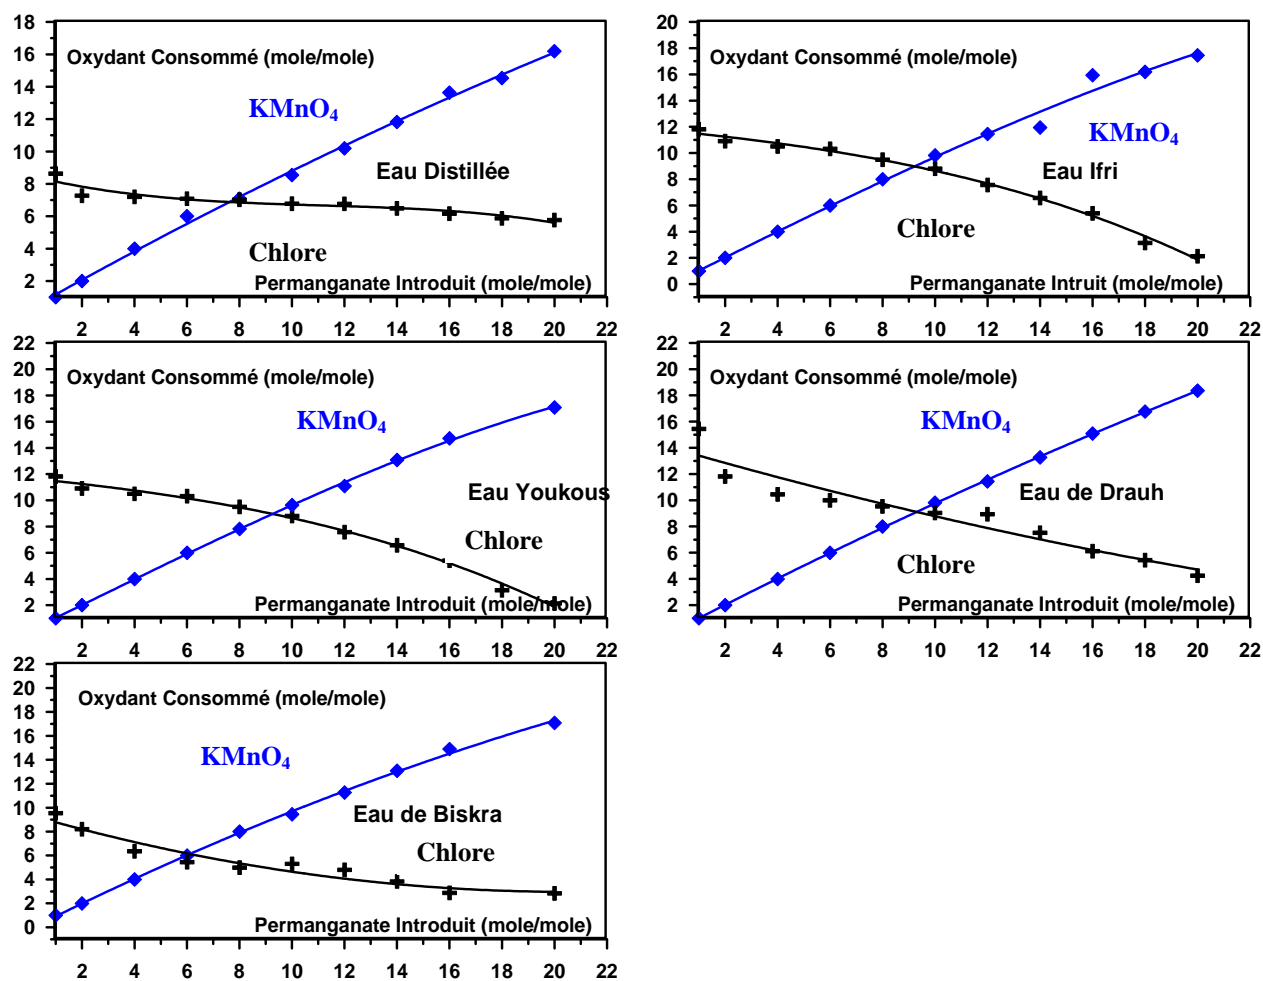 18
16
14
12
10
8
6
4
2
Oxydant Consommé (mole/mole)
KMnO4
Eau Distillée
Chlore
Permanganate Introduit (mole/mole)
2 4 6 8 10 12 14 16 18 20 22
20
18
16
14
12
10
8
6
4
2
0
Oxydant Consommé (mole/mole)
KMnO4
Eau Ifri
Chlore
Permanganate Intruit (mole/mole)
2 4 6 8 10 12 14 16 18 20 22
22
20
18
16
14
12
10
8
6
4
2
Oxydant Consommé (mole/mole)
KMnO4
Eau Youkous
Chlore
Permanganate Introduit (mole/mole)
2 4 6 8 10 12 14 16 18 20 22
22
20
18
16
14
12
10
8
6
4
2
Oxydant Consommé (mole/mole)
KMnO4
Eau de Drauh
Chlore
Permanganate Introduit (mole/mole)
2 4 6 8 10 12 14 16 18 20 22
22
20
18
16
14
12
10
8
6
4
2
0
Oxydant Consommé (mole/mole)
KMnO4
Eau de Biskra
Chlore
Permanganate Introduit (mole/mole)
2 4 6 8 10 12 14 16 18 20 22